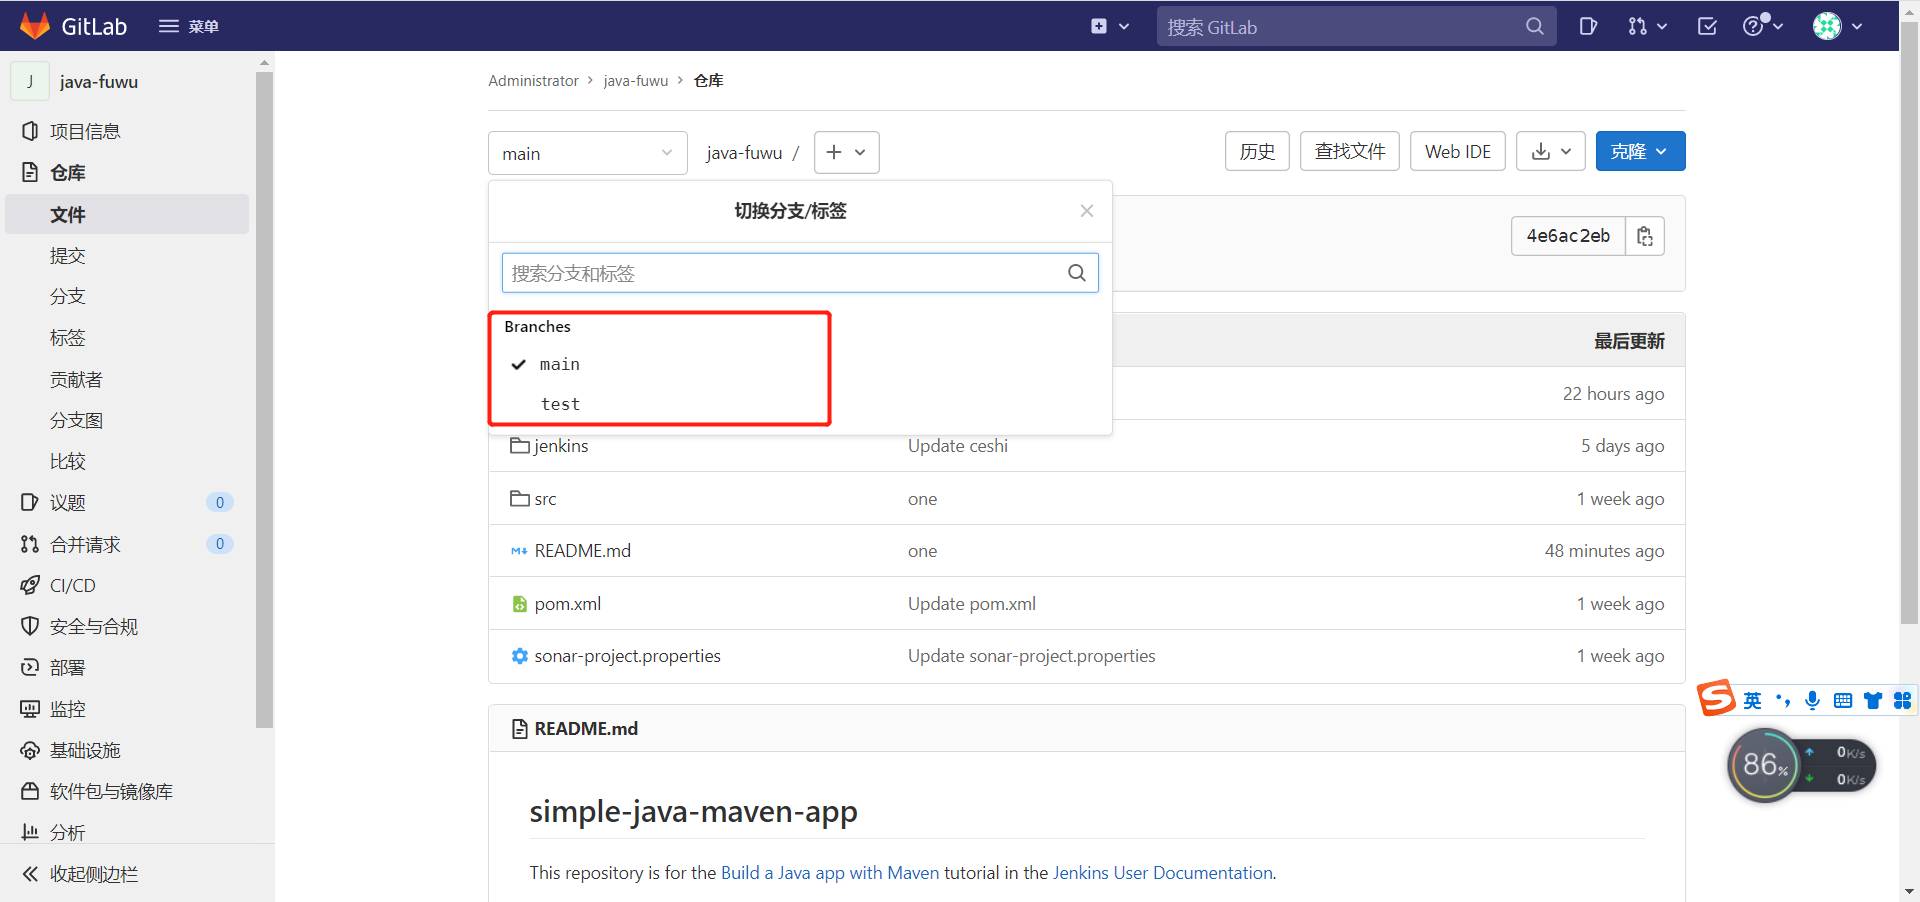 GitLab
菜单
搜索 GitLab
J
java-fuwu
项目信息
仓库
文件
提交
分支
标签
贡献者
分支图
比较
议题
0
合并请求
0
CI/CD
安全与合规
部署
监控
基础设施
软件包与镜像库
分析
收起侧边栏
Administrator
java-fuwu
仓库
main
java-fuwu /
历史
查找文件
Web IDE
克隆
切换分支/标签
搜索分支和标签
Branches
main
test
4e6ac2eb
最后更新
22 hours ago
jenkins
Update ceshi
5 days ago
src
one
1 week ago
README.md
one
48 minutes ago
pom.xml
Update pom.xml
1 week ago
sonar-project.properties
Update sonar-project.properties
1 week ago
README.md
simple-java-maven-app
This repository is for the Build a Java app with Maven tutorial in the Jenkins User Documentation.
英
86%
0K/s
0K/s